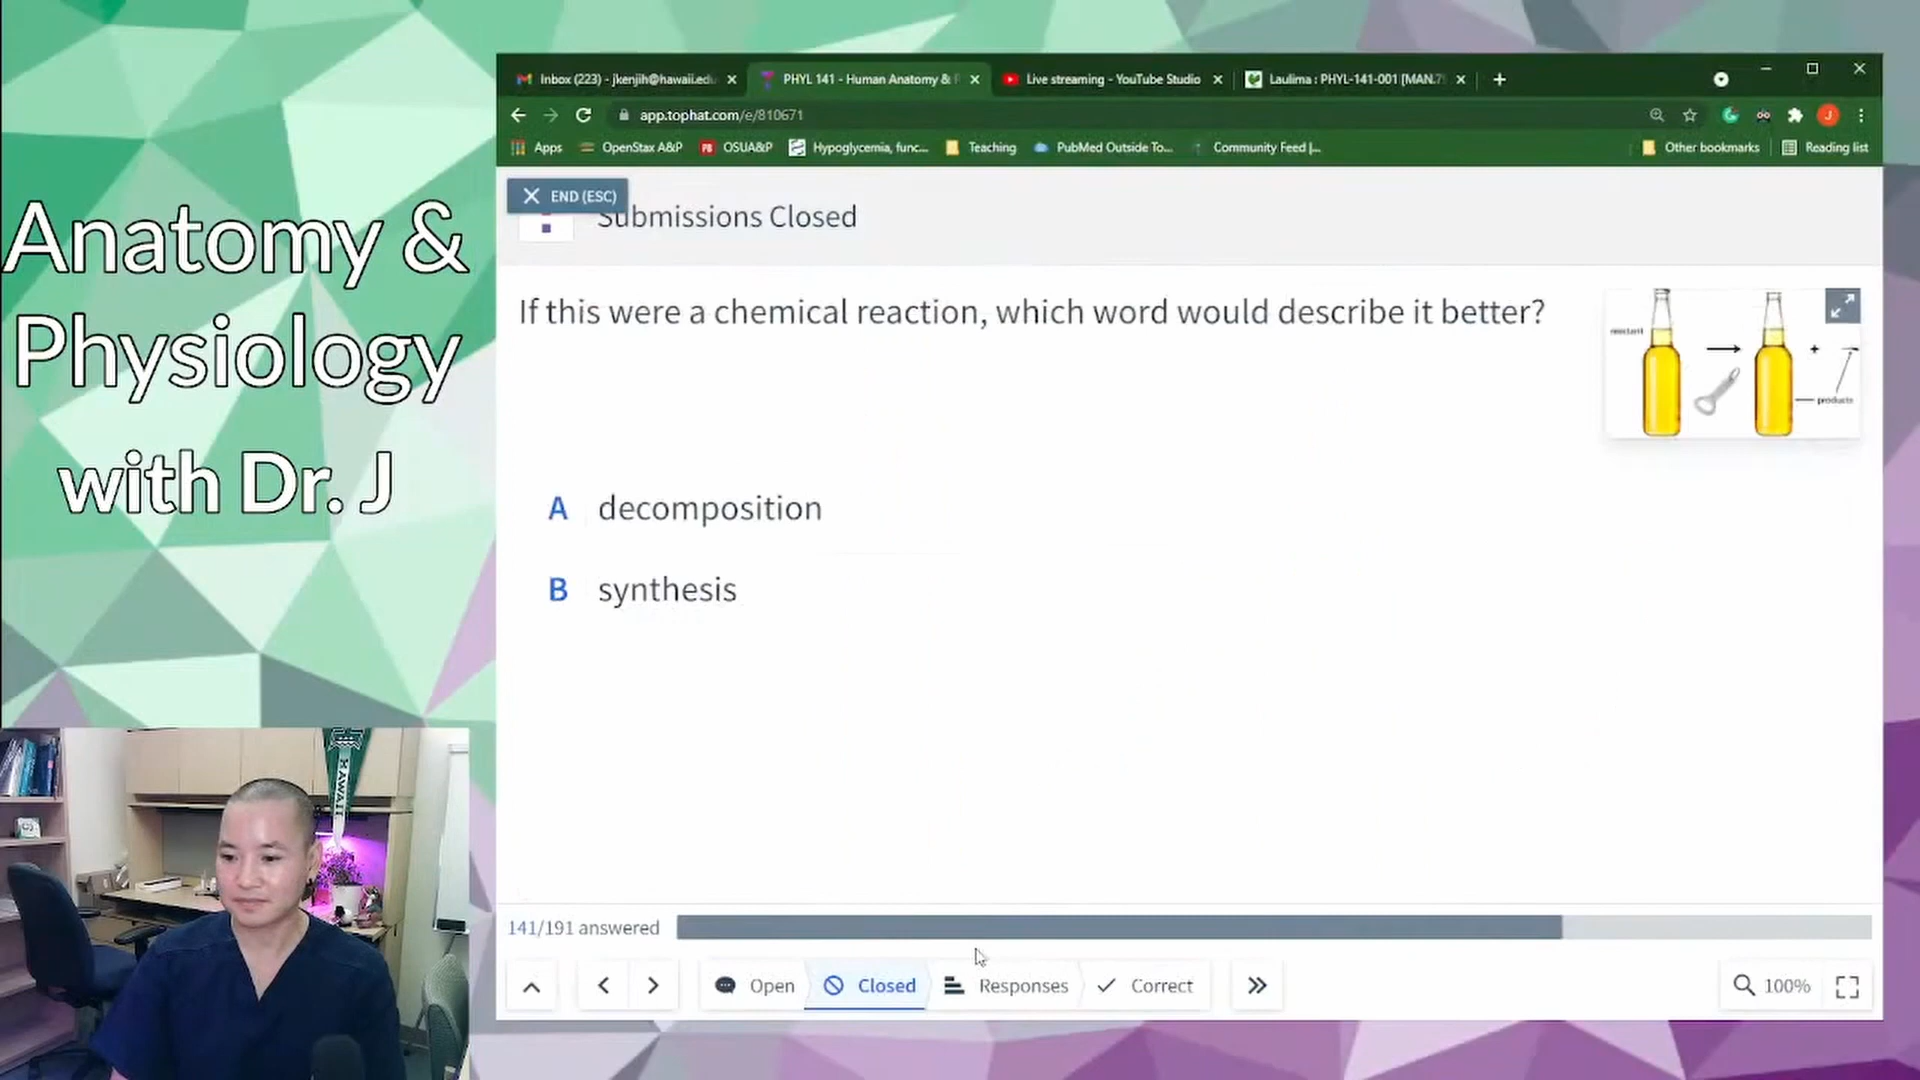 Anatomy &
Physiology
with Dr. J
HAWAII
Inbox (223) - jkenjih@hawaii.edu
PHYL 141 - Human Anatomy &
Live streaming - YouTube Studio
Laulima : PHYL-141-001 [MAN.
app.tophat.com/e/810671
J
Apps
OpenStax A&P
PB OSUA&P
Hypoglycemia, func...
Teaching
PubMed Outside To...
Community Feed |...
Other bookmarks
Reading list
END (ESC)
Submissions Closed
If this were a chemical reaction, which word would describe it better?
reactant
+
products
A decomposition
B synthesis
141/191 answered
Open
Closed
Responses
Correct
100%